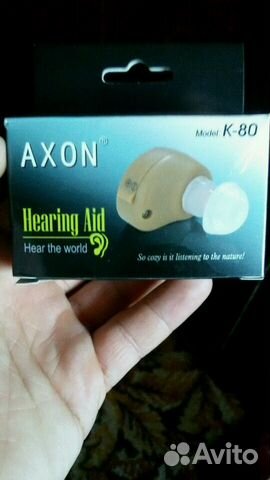 Model: K-80
AXON
Hearing Aid
Hear the world
So cozy is it listening to the nature!
Avito